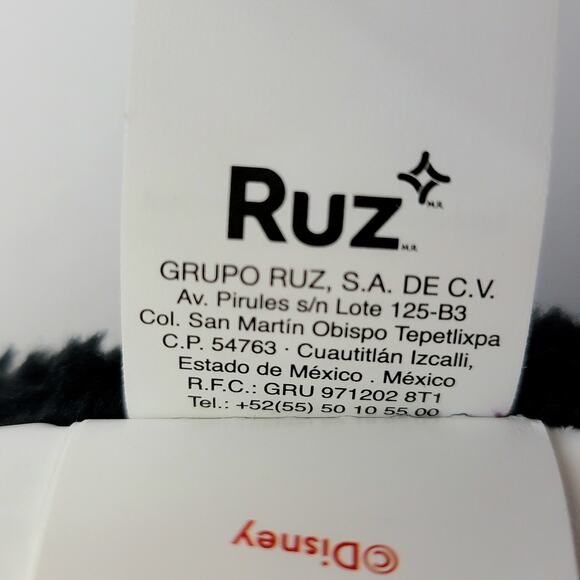 Ruz
M.R.
M.R.
GRUPO RUZ, S.A. DE C.V.
Av. Pirules s/n Lote 125-B3
Col. San Martín Obispo Tepetlixpa
C.P. 54763 · Cuautitlán Izcalli,
Estado de México . México
R.F.C.: GRU 971202 8T1
Tel.: +52(55) 50 10 55 00
©Disney